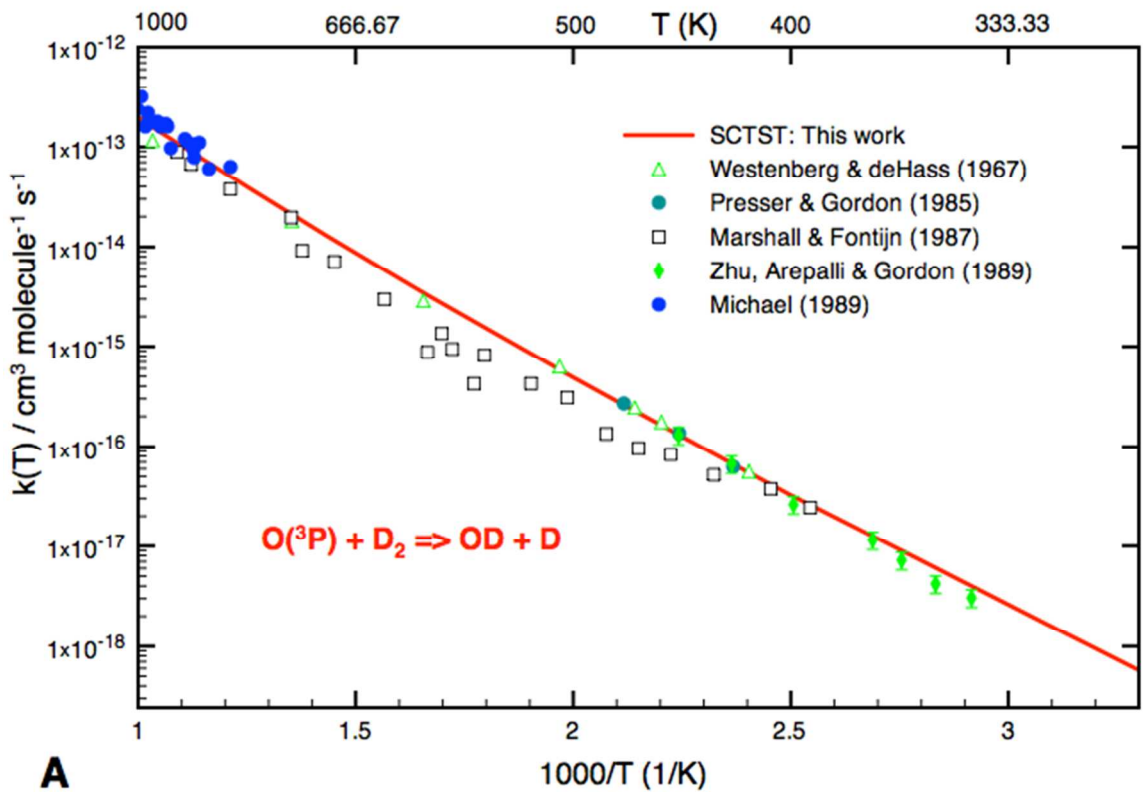 1000 666.67 500 T (K) 400 333.33
1x10⁻¹²
1x10⁻¹³
1x10⁻¹⁴
1x10⁻¹⁵
1x10⁻¹⁶
1x10⁻¹⁷
1x10⁻¹⁸
k(T) / cm³ molecule⁻¹ s⁻¹
SCTST: This work
Westenberg & deHass (1967)
Presser & Gordon (1985)
Marshall & Fontijn (1987)
Zhu, Arepalli & Gordon (1989)
Michael (1989)
O(³P) + D₂ => OD + D
1 1.5 2 2.5 3
A
1000/T (1/K)